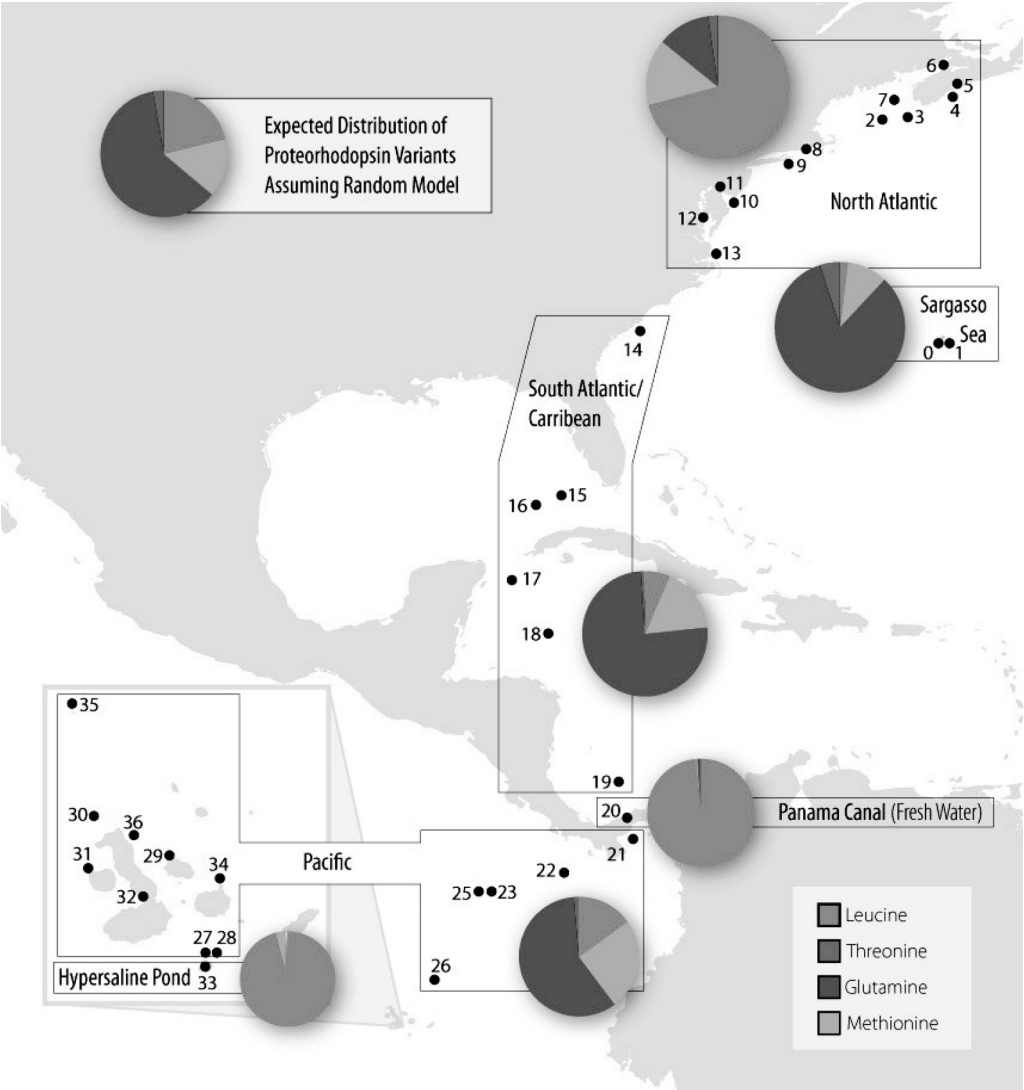 Expected Distribution of
Proteorhodopsin Variants
Assuming Random Model
6
5
7
4
2
3
8
9
11
10
12
13
North Atlantic
Sargasso
Sea
0
1
14
South Atlantic/
Carribean
15
16
17
18
19
20
Panama Canal (Fresh Water)
21
22
25
23
26
Pacific
35
30
36
31
29
34
32
27
28
33
Hypersaline Pond
Leucine
Threonine
Glutamine
Methionine